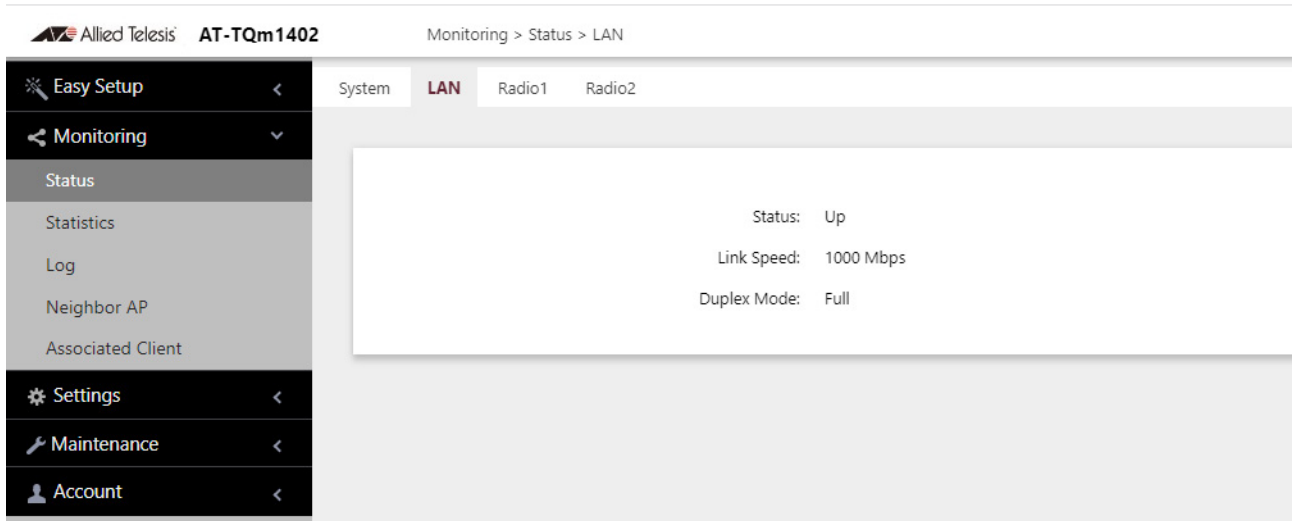 Allied Telesis AT-TQm1402 Monitoring > Status > LAN
Easy Setup
System LAN Radio1 Radio2
Monitoring
Status
Statistics
Log
Neighbor AP
Associated Client
Settings
Maintenance
Account
Status: Up
Link Speed: 1000 Mbps
Duplex Mode: Full